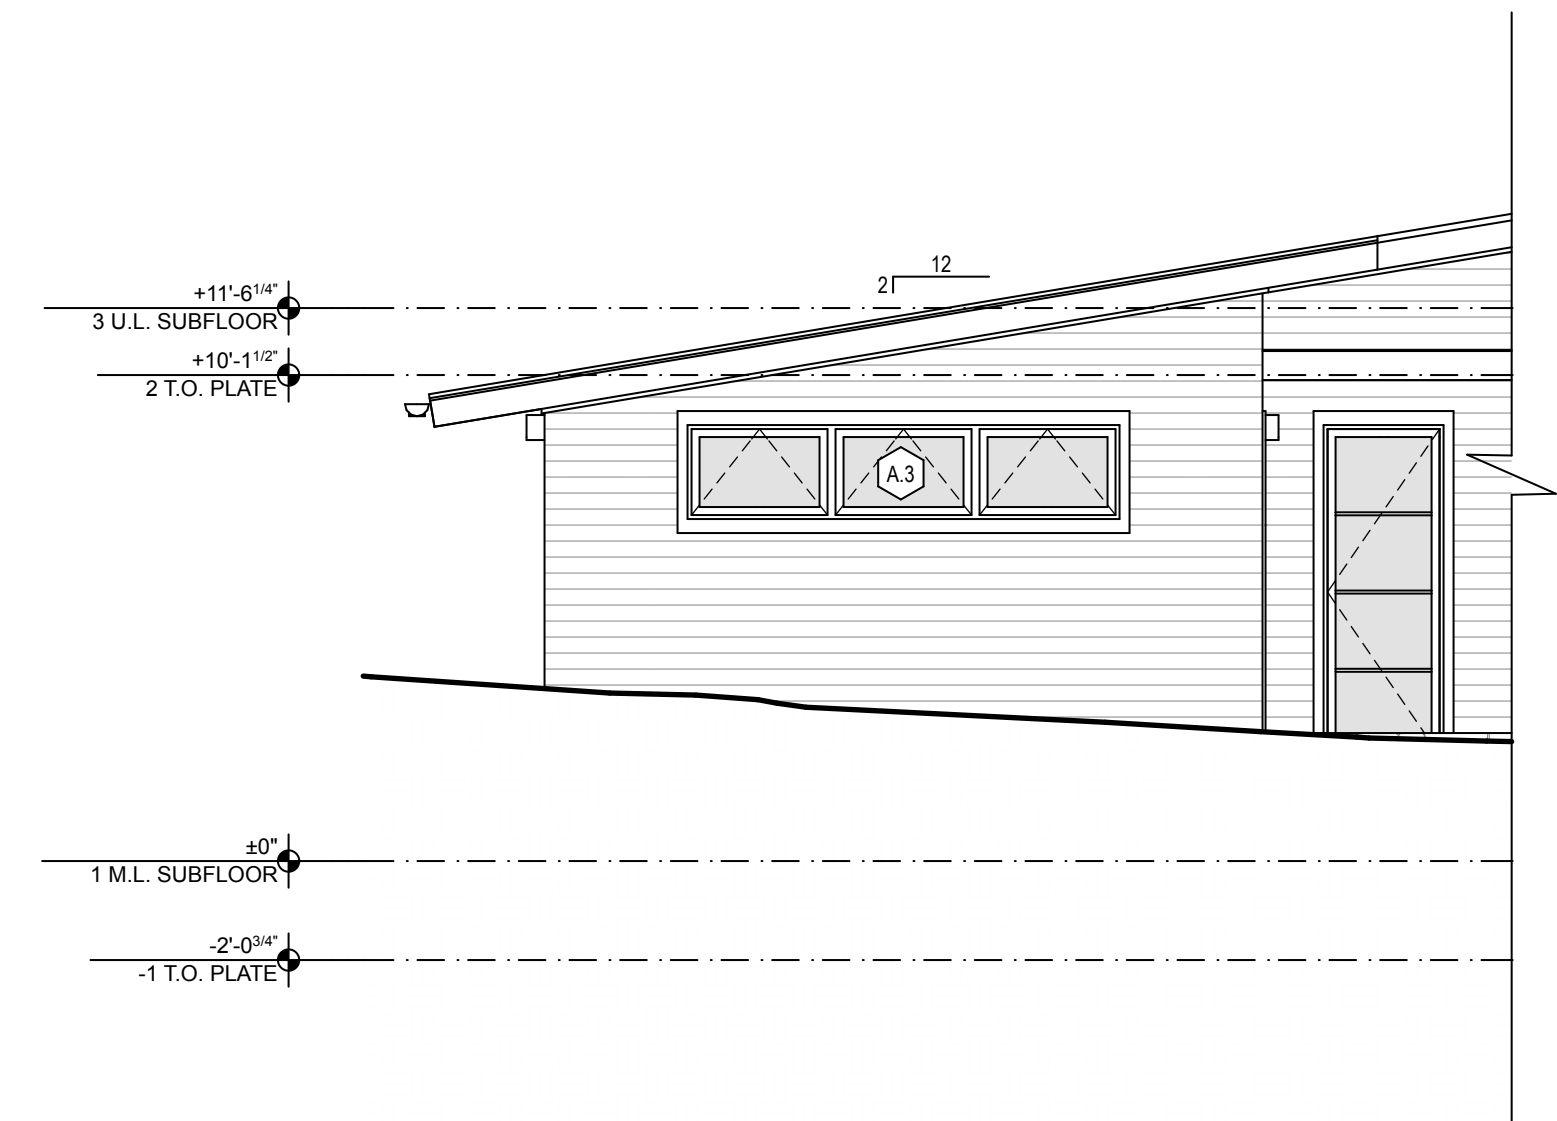 12
2
+11'-6 1/4"
3 U.L. SUBFLOOR
+10'-1 1/2"
2 T.O. PLATE
A.3
±0"
1 M.L. SUBFLOOR
-2'-0 3/4"
-1 T.O. PLATE